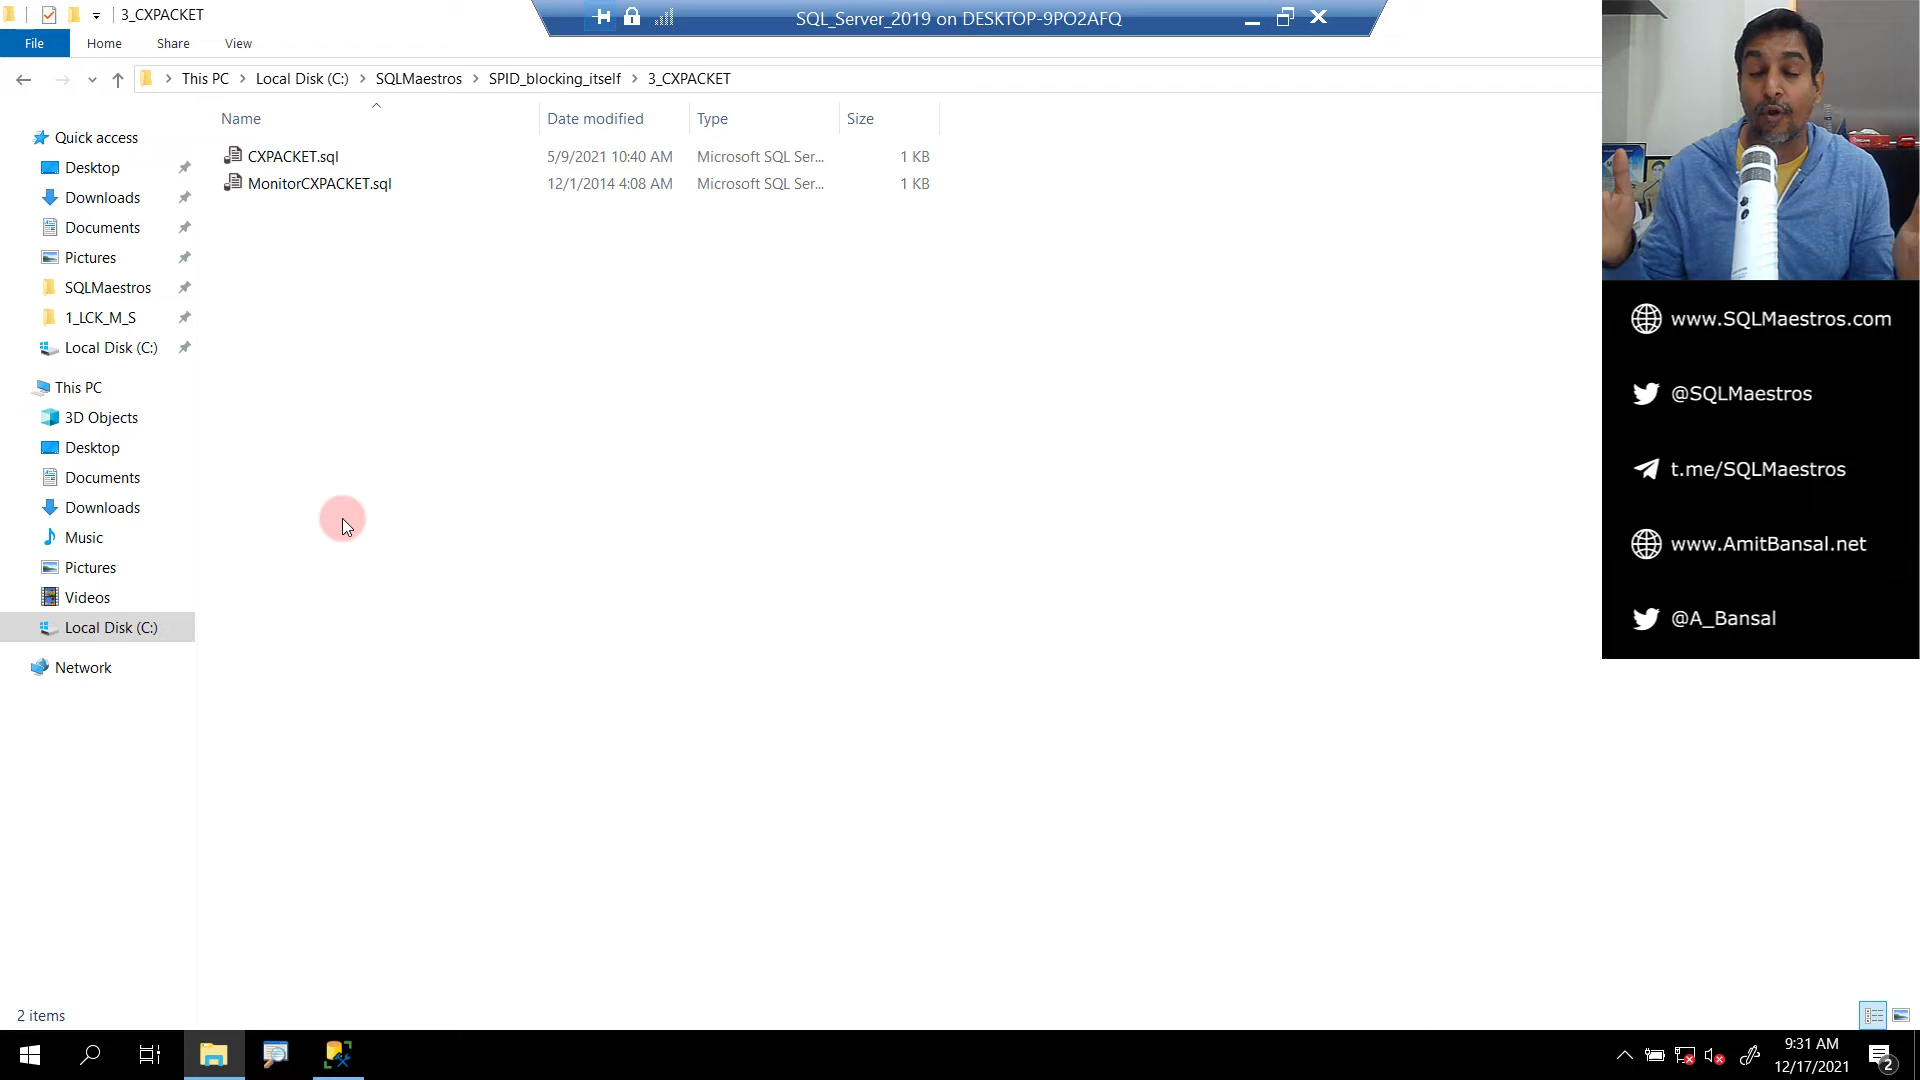 3_CXPACKET
SQL_Server_2019 on DESKTOP-9PO2AFQ
File Home Share View
This PC Local Disk (C:) SQLMaestros SPID_blocking_itself 3_CXPACKET
Name Date modified Type Size
CXPACKET.sql 5/9/2021 10:40 AM Microsoft SQL Ser... 1 KB
MonitorCXPACKET.sql 12/1/2014 4:08 AM Microsoft SQL Ser... 1 KB
Quick access
Desktop
Downloads
Documents
Pictures
SQLMaestros
1_LCK_M_S
Local Disk (C:)
This PC
3D Objects
Desktop
Documents
Downloads
Music
Pictures
Videos
Local Disk (C:)
Network
www.SQLMaestros.com
@SQLMaestros
t.me/SQLMaestros
www.AmitBansal.net
@A_Bansal
2 items
9:31 AM
12/17/2021
2